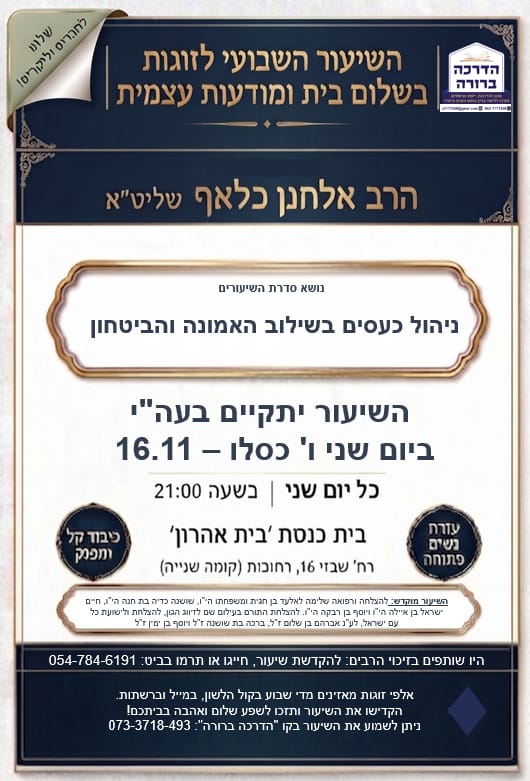 שלחו
לחברים וליקרים!
השיעור השבועי לזוגות
בשלום בית ומודעות עצמית
הדרכה
ברורה
הרב אלחנן כלאף שליט"א
נושא סדרת השיעורים
ניהול כעסים בשילוב האמונה והביטחון
השיעור יתקיים בעה"י
ביום שני ו' כסלו – 16.11
כל יום שני | בשעה 21:00
בית כנסת ׳בית אהרון׳
רח' שבזי 16, רחובות (קומה שנייה)
עזרת
נשים
פתוחה
כיבוד קל
ומפנק
השיעור מוקדש: להצלחה ורפואה שלימה לאלעד בן חגית ומשפחתו הי"ו, שושנה כדיה בת חנה הי"ו, חיים
ישראל בן איילה הי"ו ויוסף בן רבקה הי"ו. להצלחת התורם בעילום שם לזיווג הגון, להצלחת ולישועת כל
עם ישראל, לע"נ אברהם בן שלום ז"ל, ברכה בת שושנה ז"ל ויוסף בן ימין ז"ל
היו שותפים בזיכוי הרבים: להקדשת שיעור, חייגו או תרמו בביט: 054-784-6191
אלפי זוגות מאזינים מדי שבוע בקול הלשון, במייל וברשתות.
הקדישו את השיעור ותזכו לשפע שלום ואהבה בביתכם!
ניתן לשמוע את השיעור בקו "הדרכה ברורה": 073-3718-493